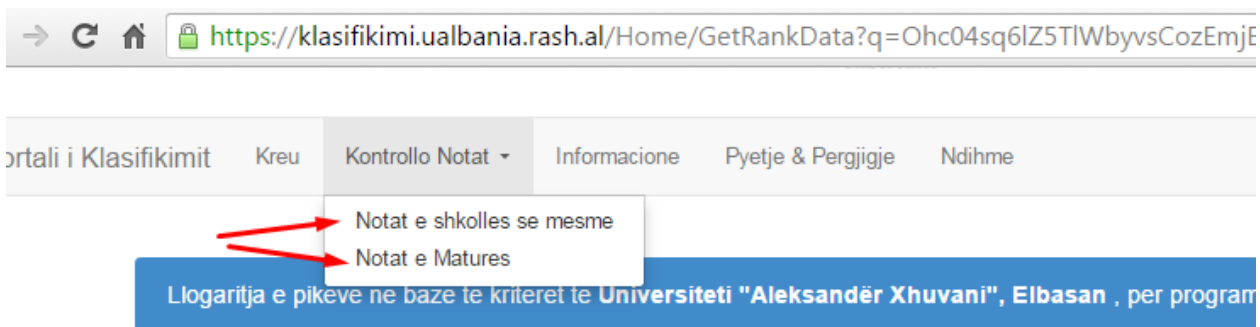 https://klasifikimi.ualbania.rash.al/Home/GetRankData?q=Ohc04sq6lZ5TlWbyvsCozEmjE
ortali i Klasifikimit Kreu Kontrollo Notat Informacione Pyetje & Pergjigje Ndihme
Notat e shkolles se mesme
Notat e Matures
Llogaritja e pikeve ne baze te kriteret te Universiteti "Aleksandër Xhuvani", Elbasan , per program